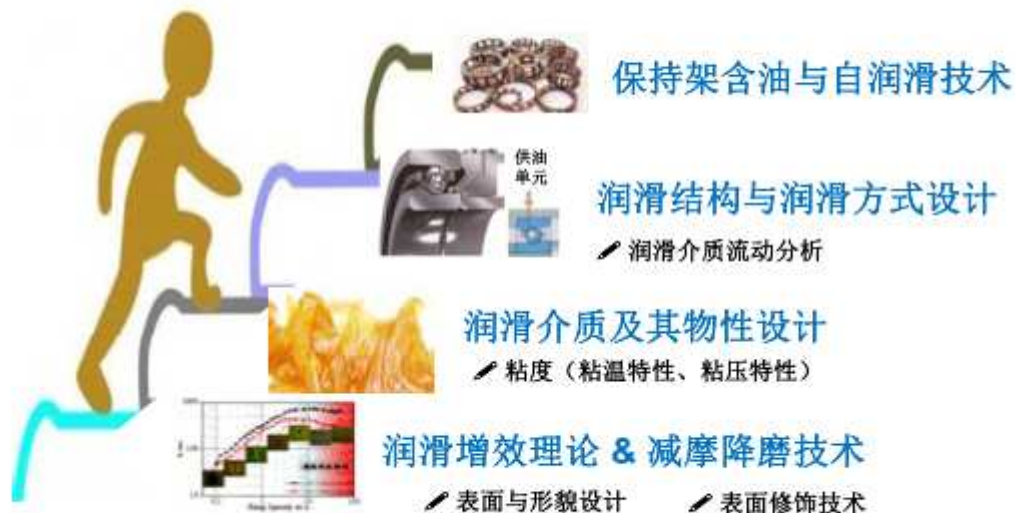 保持架含油与自润滑技术
供油
单元
润滑结构与润滑方式设计
润滑介质流动分析
润滑介质及其物性设计
粘度（粘温特性、粘压特性）
润滑增效理论 & 减摩降磨技术
表面与形貌设计 表面修饰技术